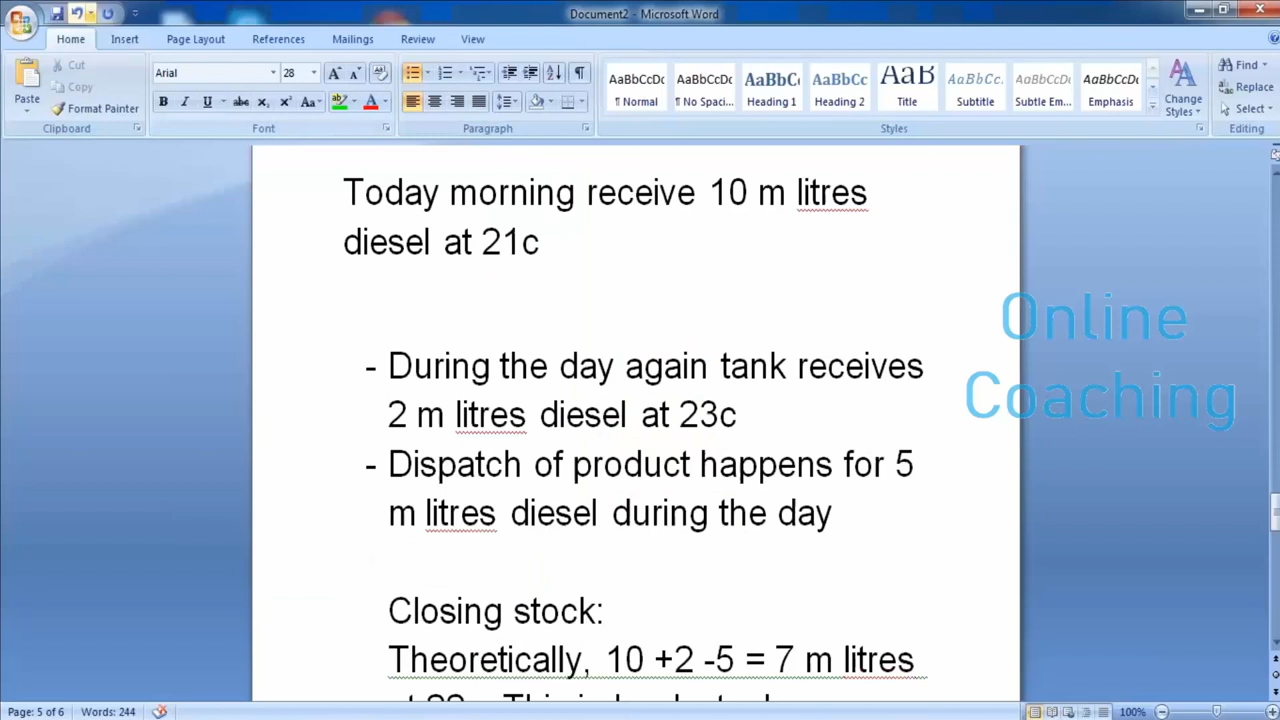 Document2 - Microsoft Word
Home Insert Page Layout References Mailings Review View
Paste
Cut
Copy
Format Painter
Clipboard
Arial 28
Font
Paragraph
AaBbCcDc AaBbCcDc AaBbC AaBbCc AaB AaBbCc. AaBbCcDc AaBbCcDc
¶ Normal ¶ No Spaci... Heading 1 Heading 2 Title Subtitle Subtle Em... Emphasis
Change
Styles
Styles
Find
Replace
Select
Editing
Today morning receive 10 m litres
diesel at 21c
- During the day again tank receives
2 m litres diesel at 23c
- Dispatch of product happens for 5
m litres diesel during the day
Closing stock:
Theoretically, 10 +2 -5 = 7 m litres
Online
Coaching
Page: 5 of 6 Words: 244 100%